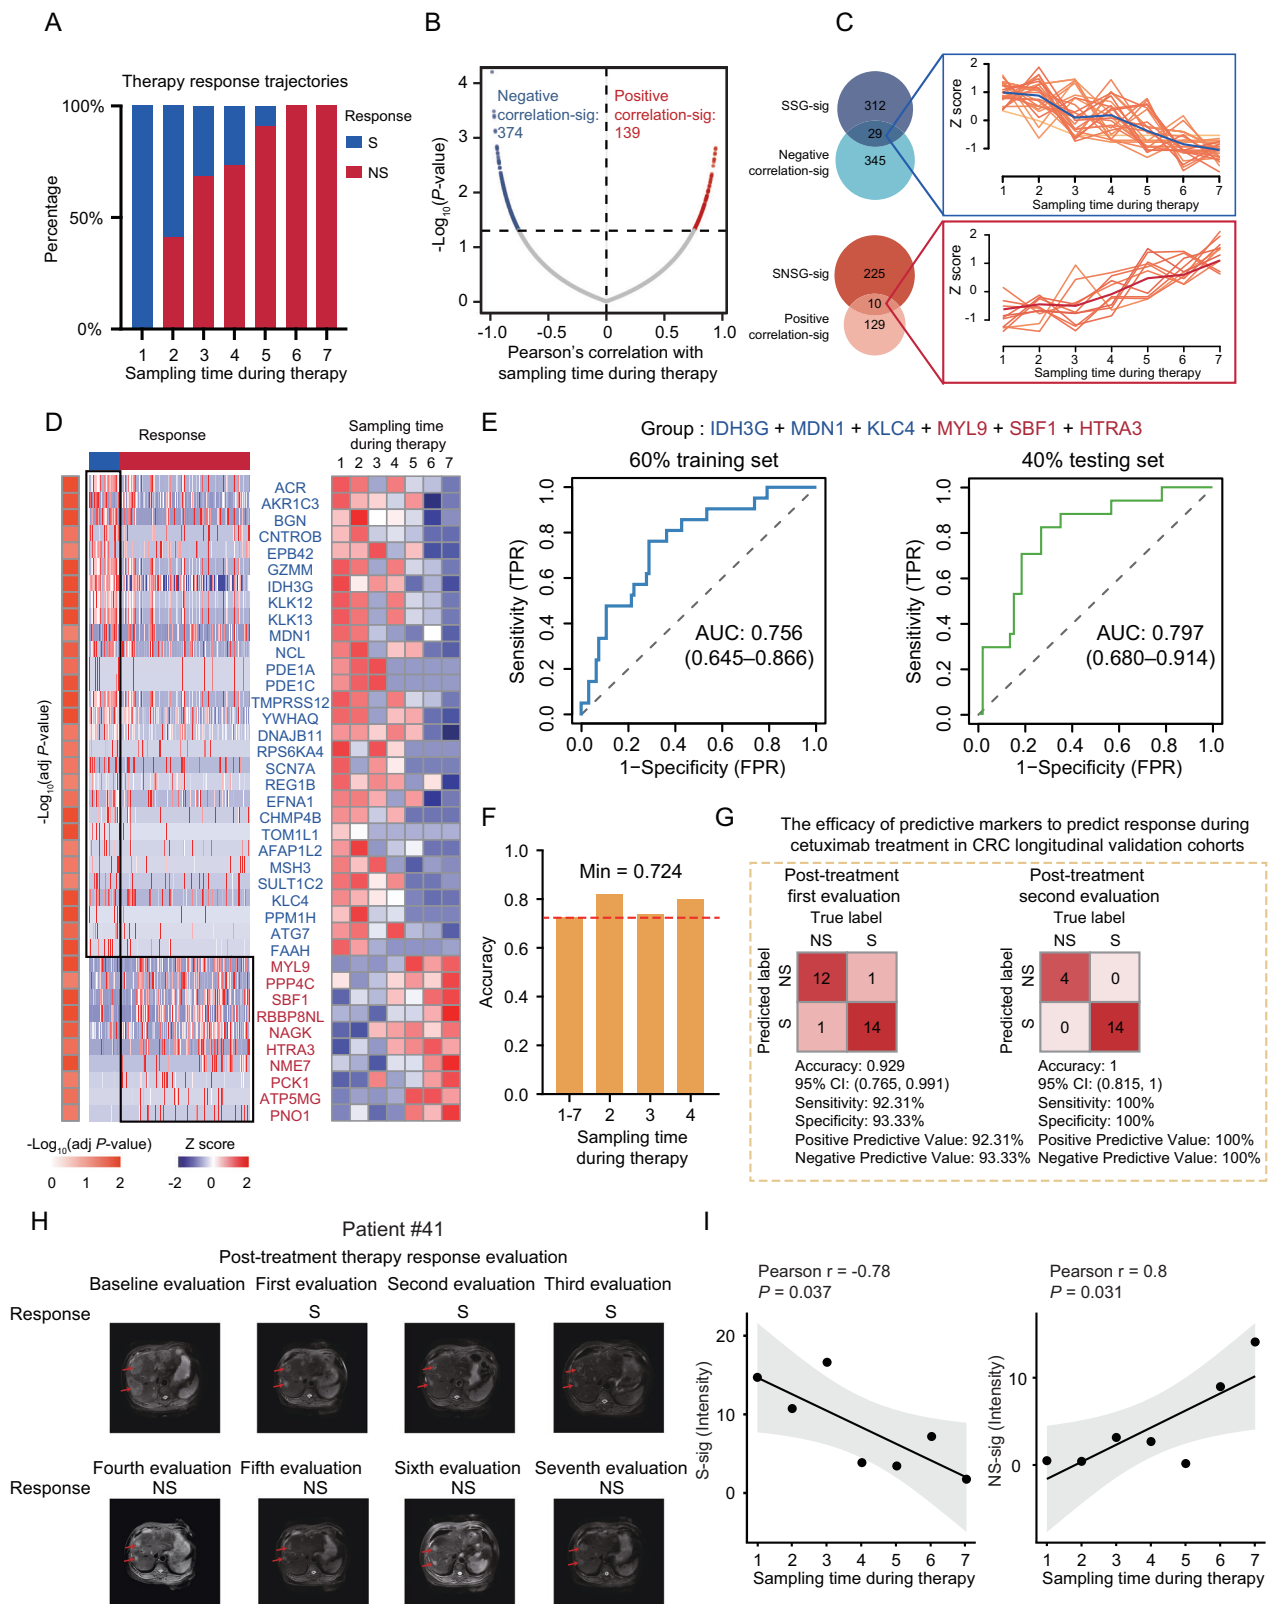 A
Therapy response trajectories
100%
50%
0%
Percentage
Response
S
NS
1 2 3 4 5 6 7
Sampling time during therapy
B
4
3
2
1
0
-Log10(P-value)
Negative
correlation-sig:
374
Positive
correlation-sig:
139
-1.0 -0.5 0 0.5 1.0
Pearson's correlation with
sampling time during therapy
C
SSG-sig
312
29
Negative
correlation-sig
345
2
1
0
-1
Z score
1 2 3 4 5 6 7
Sampling time during therapy
SNSG-sig
225
10
Positive
correlation-sig
129
2
1
0
-1
Z score
1 2 3 4 5 6 7
Sampling time during therapy
D
Response
Sampling time
during therapy
1 2 3 4 5 6 7
-Log10(adj P-value)
ACR
AKR1C3
BGN
CNTROB
EPB42
GZMM
IDH3G
KLK12
KLK13
MDN1
NCL
PDE1A
PDE1C
TMPRSS12
YWHAQ
DNAJB11
RPS6KA4
SCN7A
REG1B
EFNA1
CHMP4B
TOM1L1
AFAP1L2
MSH3
SULT1C2
KLC4
PPM1H
ATG7
FAAH
MYL9
PPP4C
SBF1
RBBP8NL
NAGK
HTRA3
NME7
PCK1
ATP5MG
PNO1
-Log10(adj P-value)
0 1 2
Z score
-2 0 2
E
Group : IDH3G + MDN1 + KLC4 + MYL9 + SBF1 + HTRA3
60% training set
1.0
0.8
0.6
0.4
0.2
0.0
Sensitivity (TPR)
AUC: 0.756
(0.645–0.866)
0.0 0.2 0.4 0.6 0.8 1.0
1−Specificity (FPR)
40% testing set
1.0
0.8
0.6
0.4
0.2
0.0
Sensitivity (TPR)
AUC: 0.797
(0.680–0.914)
0.0 0.2 0.4 0.6 0.8 1.0
1−Specificity (FPR)
F
1.0
0.8
0.6
0.4
0.2
0.0
Accuracy
Min = 0.724
1-7 2 3 4
Sampling time
during therapy
G
The efficacy of predictive markers to predict response during
cetuximab treatment in CRC longitudinal validation cohorts
Post-treatment
first evaluation
True label
NS S
Predicted label
NS
S
12 1
1 14
Accuracy: 0.929
95% CI: (0.765, 0.991)
Sensitivity: 92.31%
Specificity: 93.33%
Positive Predictive Value: 92.31%
Negative Predictive Value: 93.33%
Post-treatment
second evaluation
True label
NS S
Predicted label
NS
S
4 0
0 14
Accuracy: 1
95% CI: (0.815, 1)
Sensitivity: 100%
Specificity: 100%
Positive Predictive Value: 100%
Negative Predictive Value: 100%
H
Patient #41
Post-treatment therapy response evaluation
Baseline evaluation First evaluation Second evaluation Third evaluation
Response S S S
Fourth evaluation Fifth evaluation Sixth evaluation Seventh evaluation
Response NS NS NS NS
I
Pearson r = -0.78
P = 0.037
20
10
0
S-sig (Intensity)
1 2 3 4 5 6 7
Sampling time during therapy
Pearson r = 0.8
P = 0.031
10
0
NS-sig (Intensity)
1 2 3 4 5 6 7
Sampling time during therapy